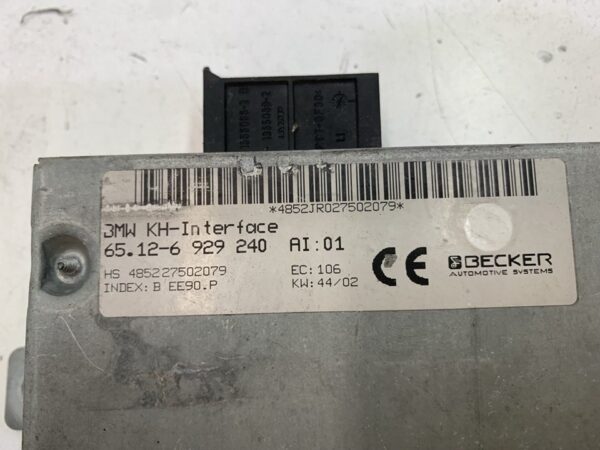 *4852JR027502079*
3MW KH-Interface
65.12-6 929 240 AI:01
HS 485227502079 EC:106
INDEX: B EE90.P KW:44/02
CE
BECKER
AUTOMOTIVE SYSTEMS